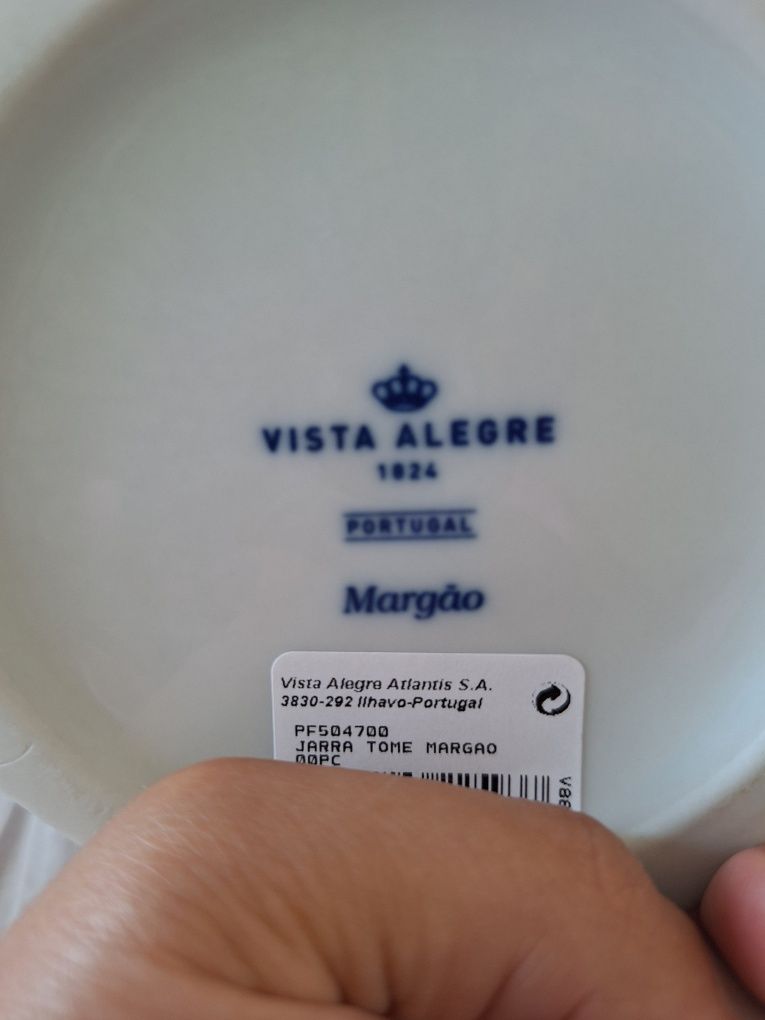 VISTA ALEGRE
1824
PORTUGAL
Margão
Vista Alegre Atlantis S.A.
3830-292 Ilhavo-Portugal
PF504700
JARRA TOME MARGAO
00PC